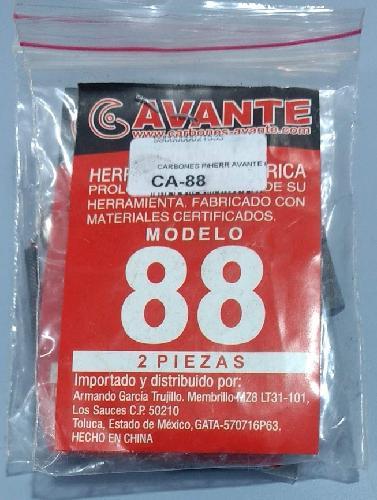 AVANTE
www.carbones-avante.com
CARBONES P/HERR AVANTE
CA-88
HERR RICA
PROLO DE SU
HERRAMIENTA, FABRICADO CON
MATERIALES CERTIFICADOS.
MODELO
88
2 PIEZAS
Importado y distribuido por:
Armando García Trujillo. Membrillo MZ8 LT31-101,
Los Sauces C.P. 50210
Toluca, Estado de México, GATA-570716P63.
HECHO EN CHINA